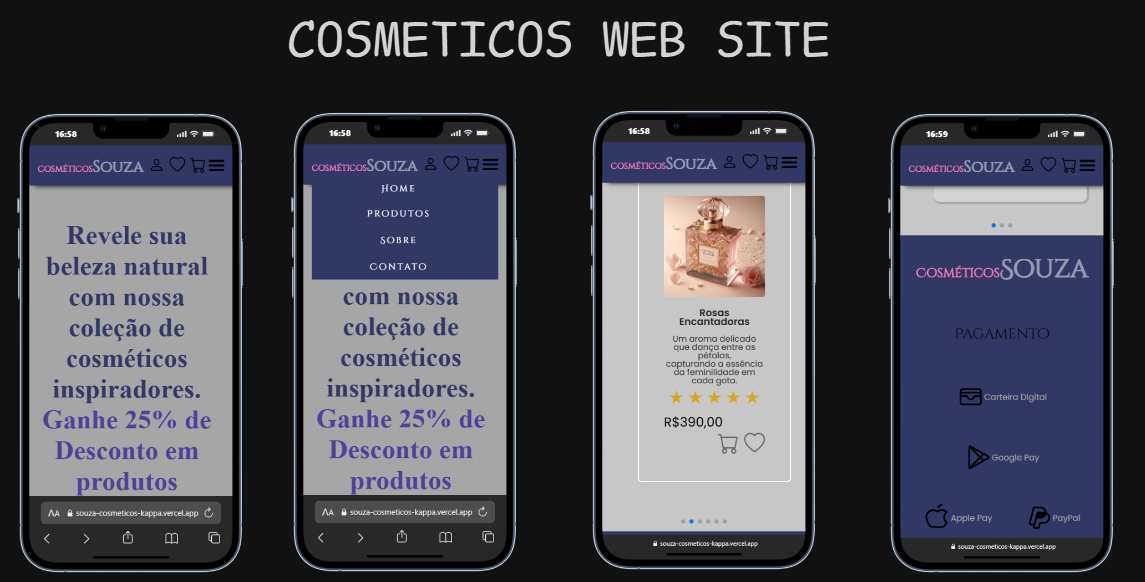 COSMETICOS WEB SITE
16:58
COSMÉTICOSSOUZA
Revele sua
beleza natural
com nossa
coleção de
cosméticos
inspiradores.
Ganhe 25% de
Desconto em
produtos
AA souza-cosmeticos-kappa.vercel.app
16:58
COSMÉTICOSSOUZA
HOME
PRODUTOS
SOBRE
CONTATO
com nossa
coleção de
cosméticos
inspiradores.
Ganhe 25% de
Desconto em
produtos
AA souza-cosmeticos-kappa.vercel.app
16:58
COSMÉTICOSSOUZA
Rosas
Encantadoras
Um aroma delicado
que dança entre as
pétalas,
capturando a essência
da feminilidade em
cada gota.
R$390,00
souza-cosmeticos-kappa.vercel.app
16:59
COSMÉTICOSSOUZA
COSMÉTICOSSOUZA
PAGAMENTO
Carteira Digital
Google Pay
Apple Pay PayPal
souza-cosmeticos-kappa.vercel.app